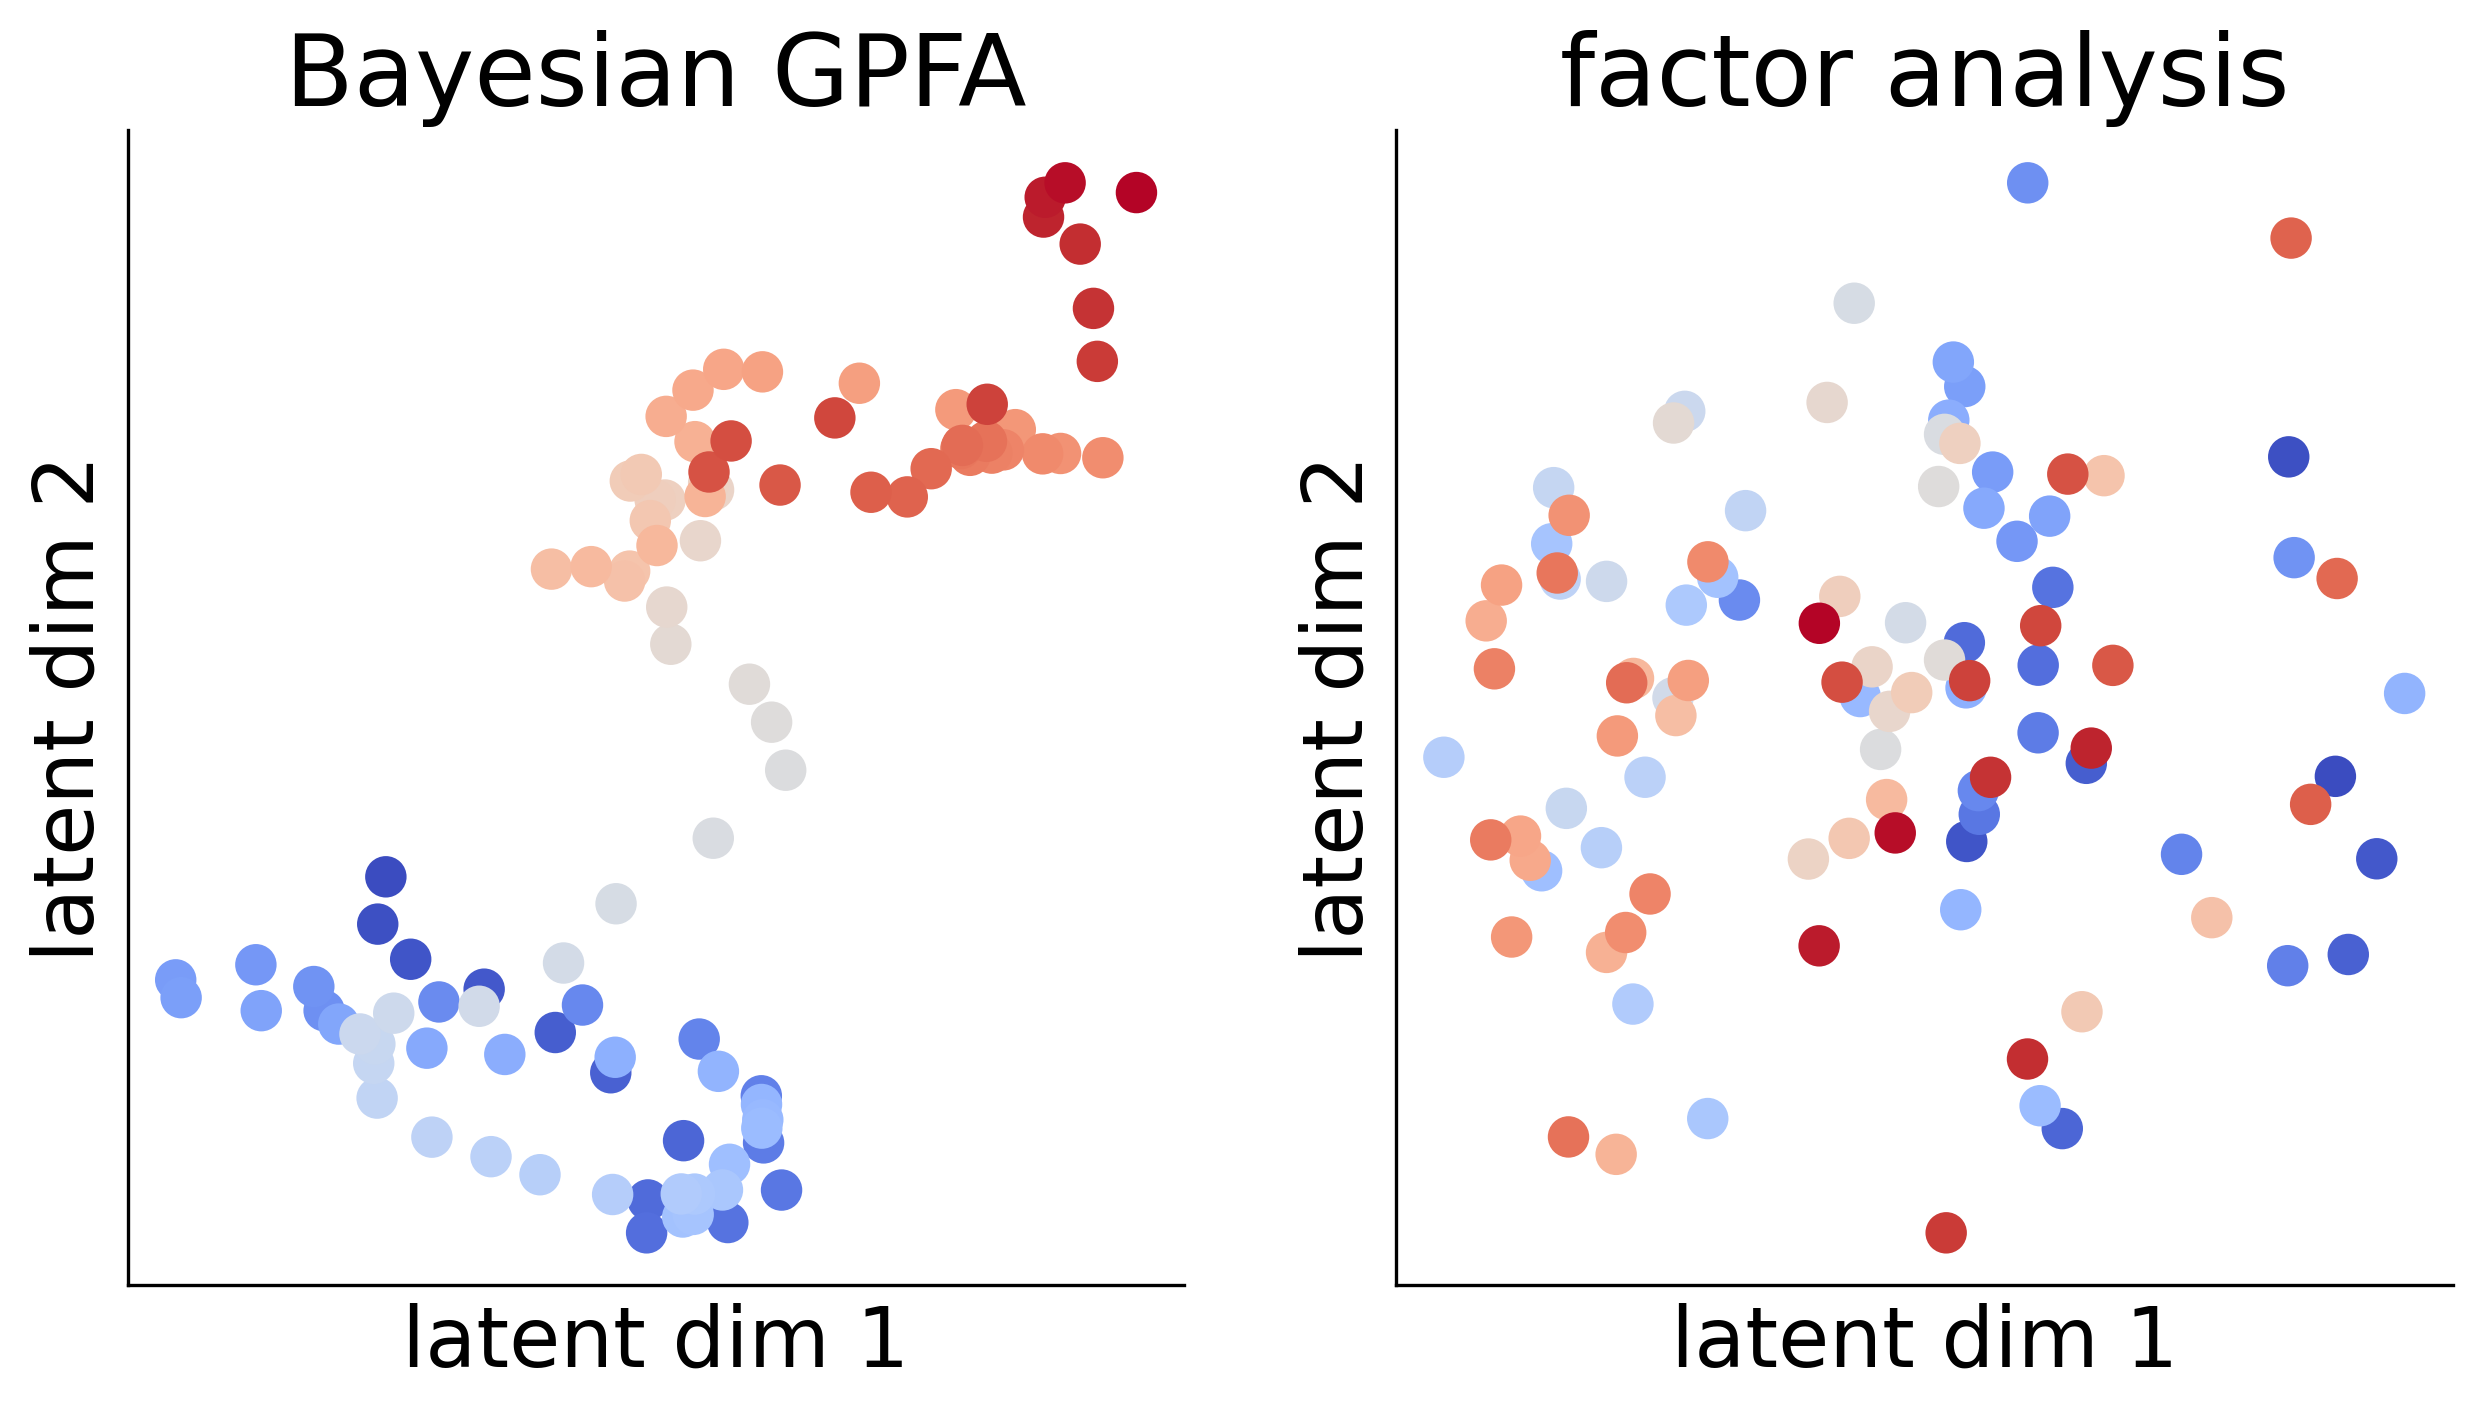 Bayesian GPFA
factor analysis
latent dim 2
latent dim 1
latent dim 2
latent dim 1